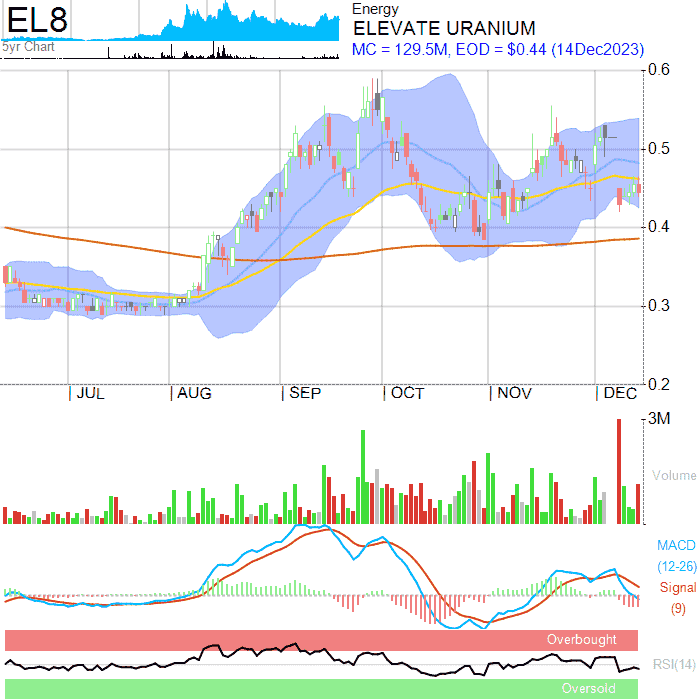 EL8
5yr Chart
Energy
ELEVATE URANIUM
MC = 129.5M, EOD = $0.44 (14Dec2023)
0.6
0.5
0.4
0.3
0.2
JUL AUG SEP OCT NOV DEC
3M
Volume
MACD
(12-26)
Signal
(9)
Overbought
RSI(14)
Oversold